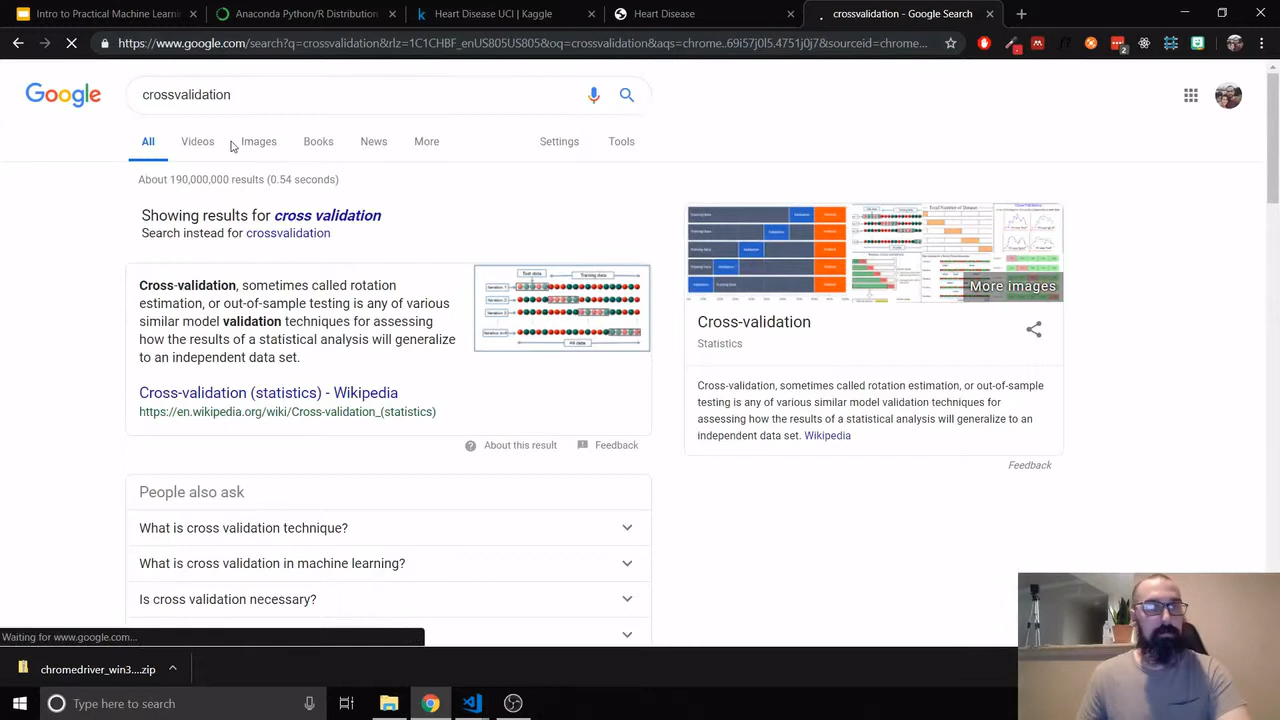 Intro to Practical Machine Learni
Anaconda Python/R Distribution
Heart Disease UCI | Kaggle
Heart Disease
crossvalidation - Google Search
https://www.google.com/search?q=crossvalidation&rlz=1C1CHBF_enUS805US805&oq=crossvalidation&aqs=chrome..69i57j0l5.4751j0j7&sourceid=chrome...
2
Google
crossvalidation
All
Videos
Images
Books
News
More
Settings
Tools
About 190,000,000 results (0.54 seconds)
Showing results for cross validation
Search instead for crossvalidation
Cross-validation, sometimes called rotation
estimation, or out-of-sample testing is any of various
similar model validation techniques for assessing
how the results of a statistical analysis will generalize
to an independent data set.
Test data
Training data
All data
Cross-validation (statistics) - Wikipedia
https://en.wikipedia.org/wiki/Cross-validation_(statistics)
About this result
Feedback
More images
Cross-validation
Statistics
Cross-validation, sometimes called rotation estimation, or out-of-sample
testing is any of various similar model validation techniques for
assessing how the results of a statistical analysis will generalize to an
independent data set. Wikipedia
Feedback
People also ask
What is cross validation technique?
What is cross validation in machine learning?
Is cross validation necessary?
Waiting for www.google.com...
chromedriver_win3....zip
Type here to search